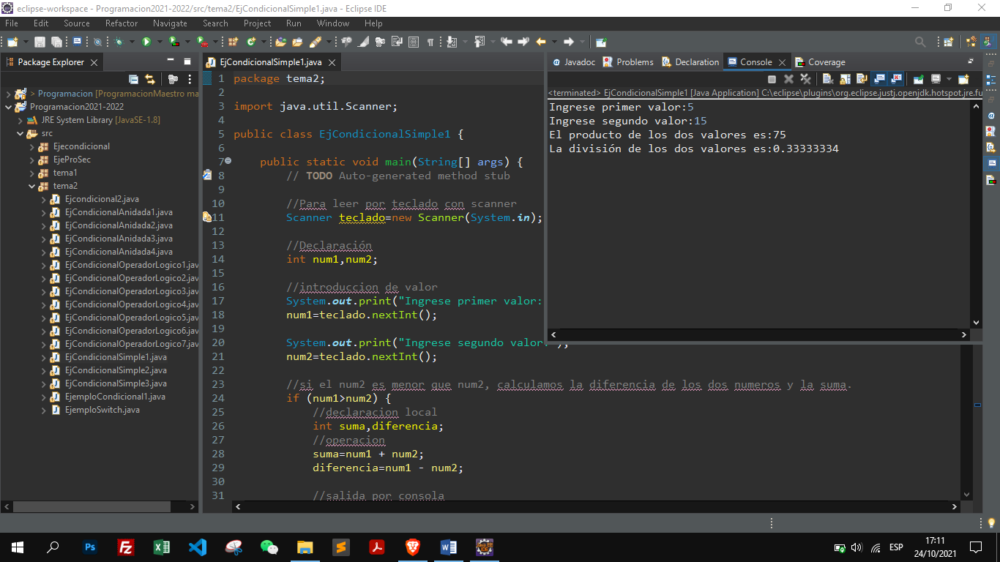 eclipse-workspace - Programacion2021-2022/src/tema2/EjCondicionalSimple1.java - Eclipse IDE
File Edit Source Refactor Navigate Search Project Run Window Help
Package Explorer
> Programacion [ProgramacionMaestro ma
Programacion2021-2022
JRE System Library [JavaSE-1.8]
src
Ejecondicional
EjeProSec
tema1
tema2
Ejcondicional2.java
EjCondicionalAnidada1.java
EjCondicionalAnidada2.java
EjCondicionalAnidada3.java
EjCondicionalAnidada4.java
EjCondicionalOperadorLogico1.jav
EjCondicionalOperadorLogico2.jav
EjCondicionalOperadorLogico3.jav
EjCondicionalOperadorLogico4.jav
EjCondicionalOperadorLogico5.jav
EjCondicionalOperadorLogico6.jav
EjCondicionalOperadorLogico7.jav
EjCondicionalSimple1.java
EjCondicionalSimple2.java
EjCondicionalSimple3.java
EjemploCondicional1.java
EjemploSwitch.java
EjCondicionalSimple1.java
1 package tema2;
2
3 import java.util.Scanner;
4
5 public class EjCondicionalSimple1 {
6
7 public static void main(String[] args) {
8 // TODO Auto-generated method stub
9
10 //Para leer por teclado con scanner
11 Scanner teclado=new Scanner(System.in);
12
13 //Declaración
14 int num1,num2;
15
16 //introduccion de valor
17 System.out.print("Ingrese primer valor:
18 num1=teclado.nextInt();
19
20 System.out.print("Ingrese segundo valor:");
21 num2=teclado.nextInt();
22
23 //si el num2 es menor que num2, calculamos la diferencia de los dos numeros y la suma.
24 if (num1>num2) {
25 //declaracion local
26 int suma,diferencia;
27 //operacion
28 suma=num1 + num2;
29 diferencia=num1 - num2;
30
31 //salida por consola
Javadoc Problems Declaration Console Coverage
<terminated> EjCondicionalSimple1 [Java Application] C:\eclipse\plugins\org.eclipse.justj.openjdk.hotspot.jre.fu
Ingrese primer valor:5
Ingrese segundo valor:15
El producto de los dos valores es:75
La división de los dos valores es:0.33333334
ESP
17:11
24/10/2021